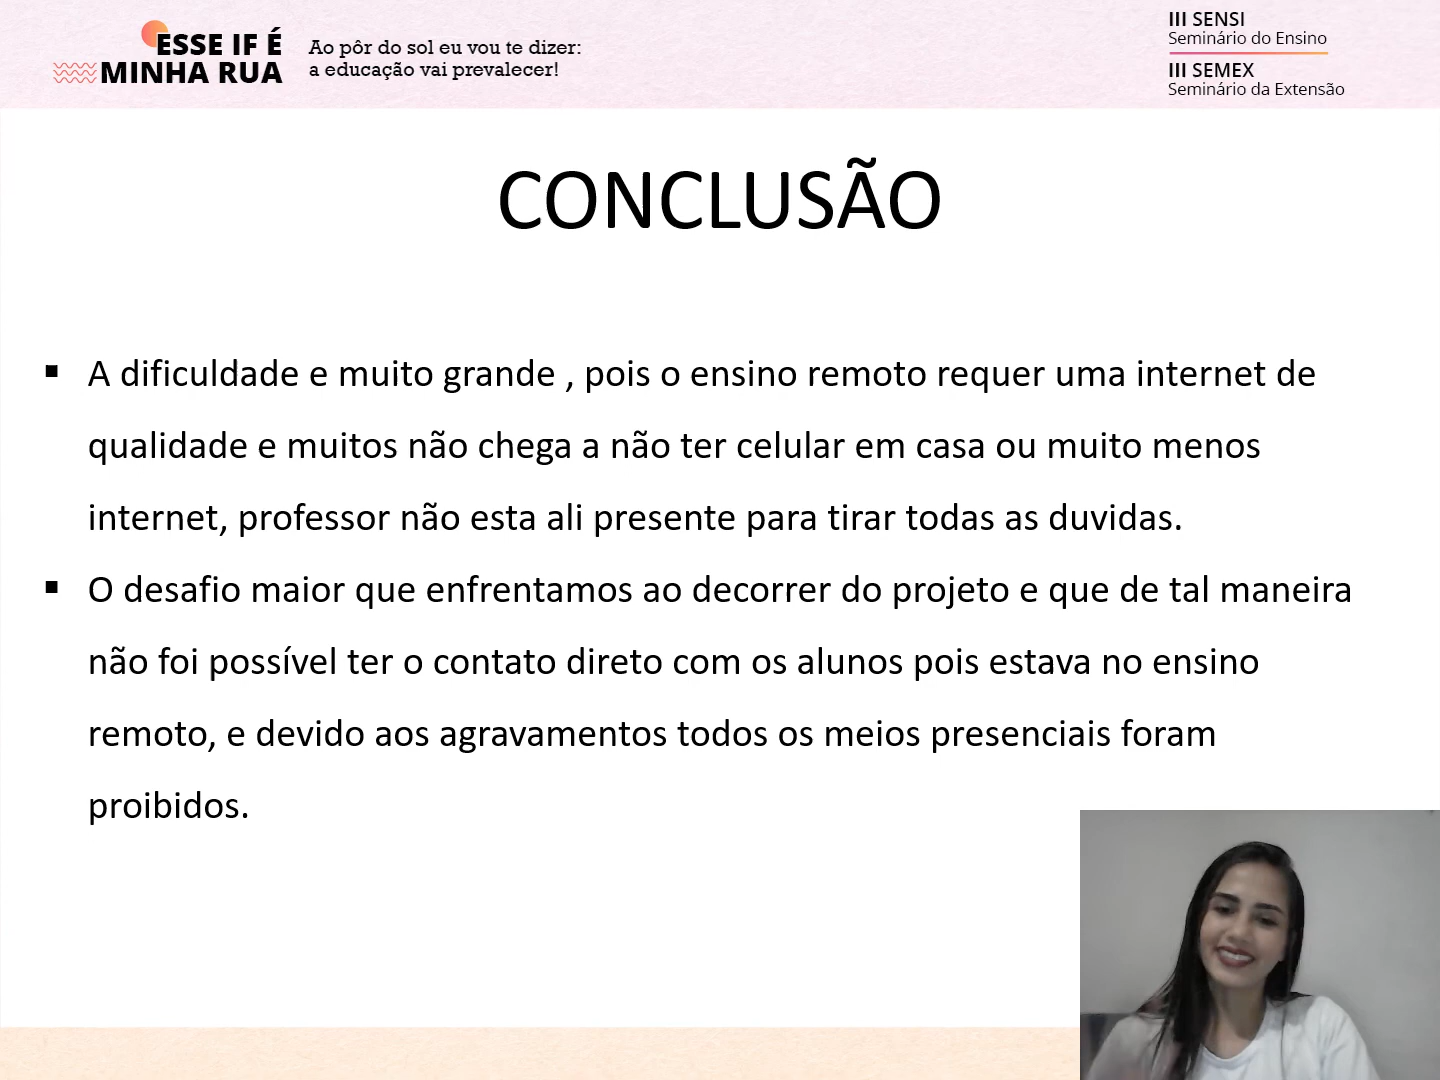 ESSE IF É
MINHA RUA
Ao pôr do sol eu vou te dizer:
a educação vai prevalecer!
III SENSI
Seminário do Ensino
III SEMEX
Seminário da Extensão
CONCLUSÃO
▪ A dificuldade e muito grande , pois o ensino remoto requer uma internet de
qualidade e muitos não chega a não ter celular em casa ou muito menos
internet, professor não esta ali presente para tirar todas as duvidas.
▪ O desafio maior que enfrentamos ao decorrer do projeto e que de tal maneira
não foi possível ter o contato direto com os alunos pois estava no ensino
remoto, e devido aos agravamentos todos os meios presenciais foram
proibidos.